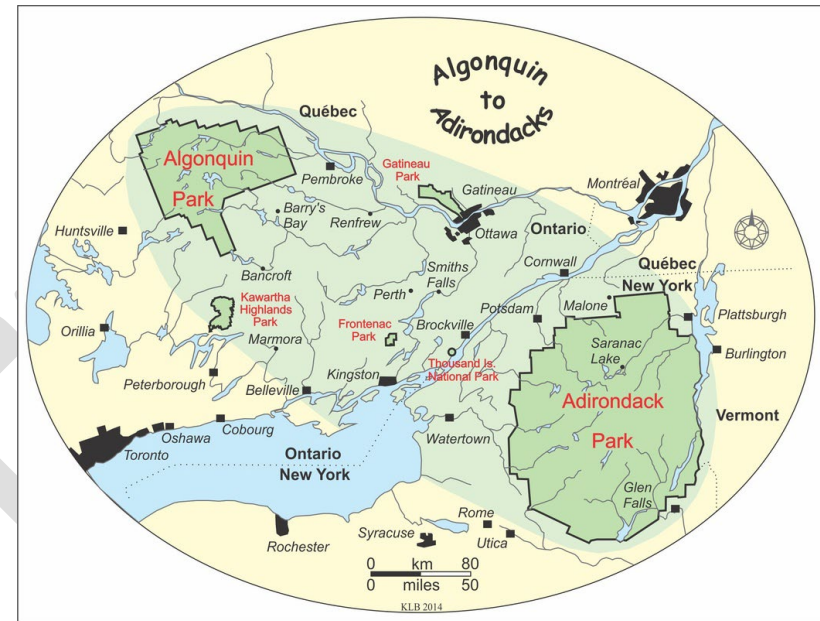 Algonquin
to
Adirondacks
Québec
Algonquin
Park
Pembroke
Gatineau
Park
Gatineau
Montréal
Barry's
Bay
Renfrew
Ottawa
Ontario
Huntsville
Cornwall
Québec
New York
Bancroft
Smiths
Falls
Perth
Kawartha
Highlands
Park
Malone
Potsdam
Plattsburgh
Orillia
Frontenac
Park
Brockville
Marmora
Saranac
Lake
Burlington
Thousand Is.
National Park
Peterborough
Kingston
Belleville
Adirondack
Park
Vermont
Cobourg
Oshawa
Toronto
Watertown
Ontario
New York
Glen
Falls
Rome
Syracuse
Utica
Rochester
0 km 80
0 miles 50
KLB 2014